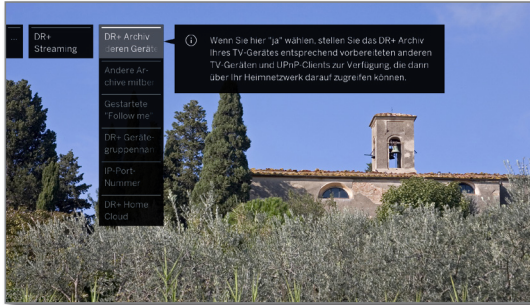 ...
DR+
Streaming
DR+ Archiv
deren Geräte
Wenn Sie hier "ja" wählen, stellen Sie das DR+ Archiv
Ihres TV-Gerätes entsprechend vorbereiteten anderen
TV-Geräten und UPnP-Clients zur Verfügung, die dann
über Ihr Heimnetzwerk darauf zugreifen können.
Andere Ar-
chive mitber
Gestartete
"Follow me"
DR+ Geräte-
gruppennan
IP-Port-
Nummer
DR+ Home
Cloud